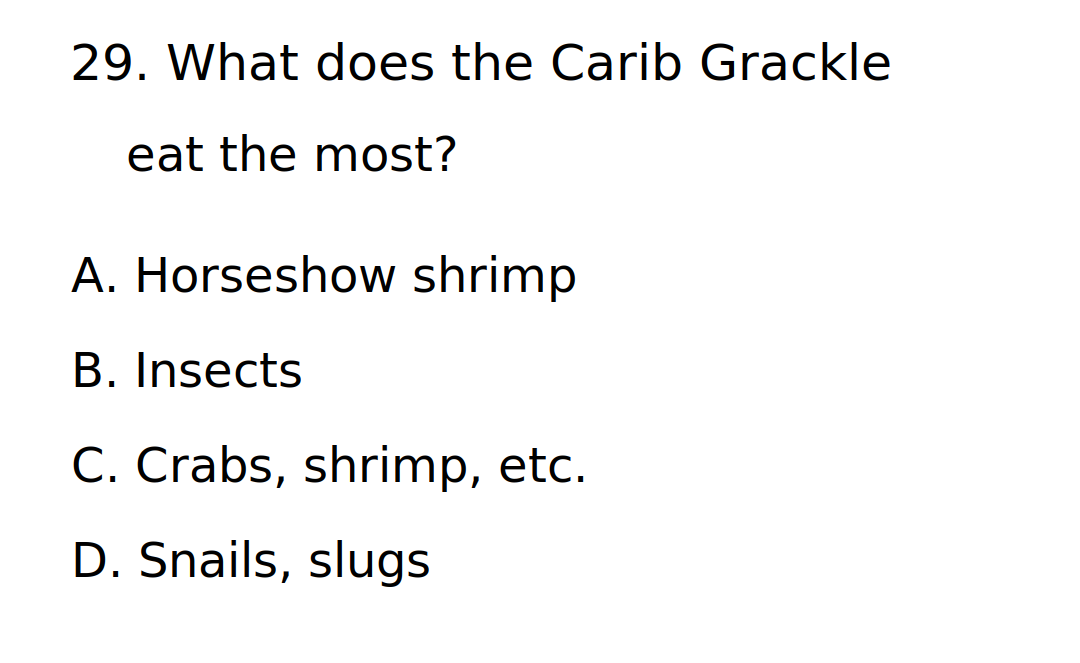 29. What does the Carib Grackle
eat the most?
A. Horseshow shrimp
B. Insects
C. Crabs, shrimp, etc.
D. Snails, slugs